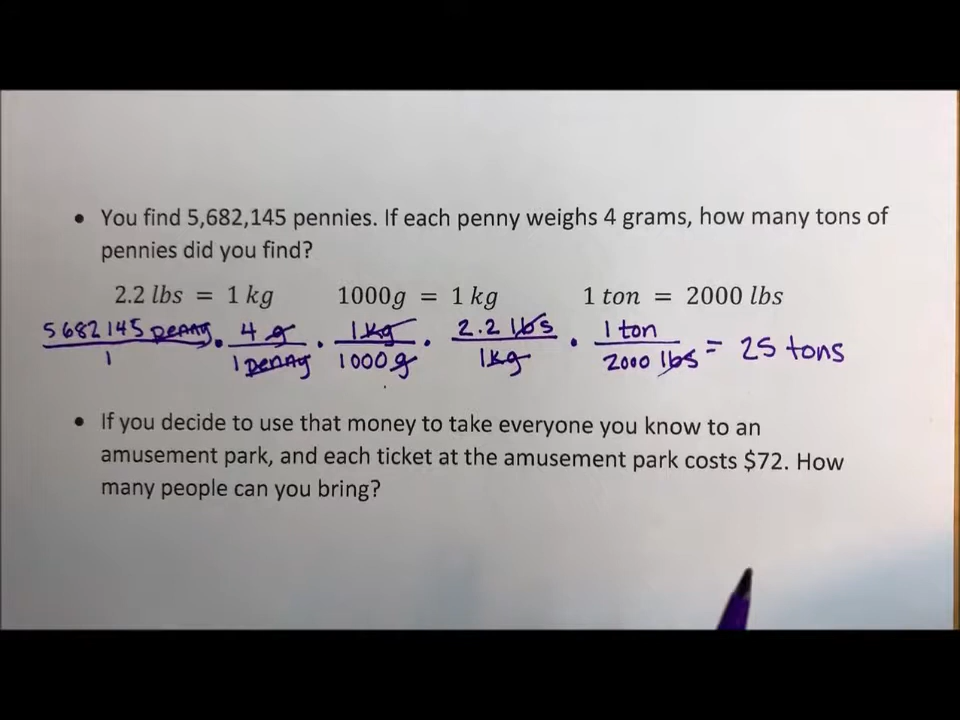 • You find 5,682,145 pennies. If each penny weighs 4 grams, how many tons of
pennies did you find?
2.2 lbs = 1 kg 1000g = 1 kg 1 ton = 2000 lbs
5682145 penny/1 · 4 g/1 penny · 1kg/1000 g · 2.2 lbs/1kg · 1 ton/2000 lbs = 25 tons
• If you decide to use that money to take everyone you know to an
amusement park, and each ticket at the amusement park costs $72. How
many people can you bring?